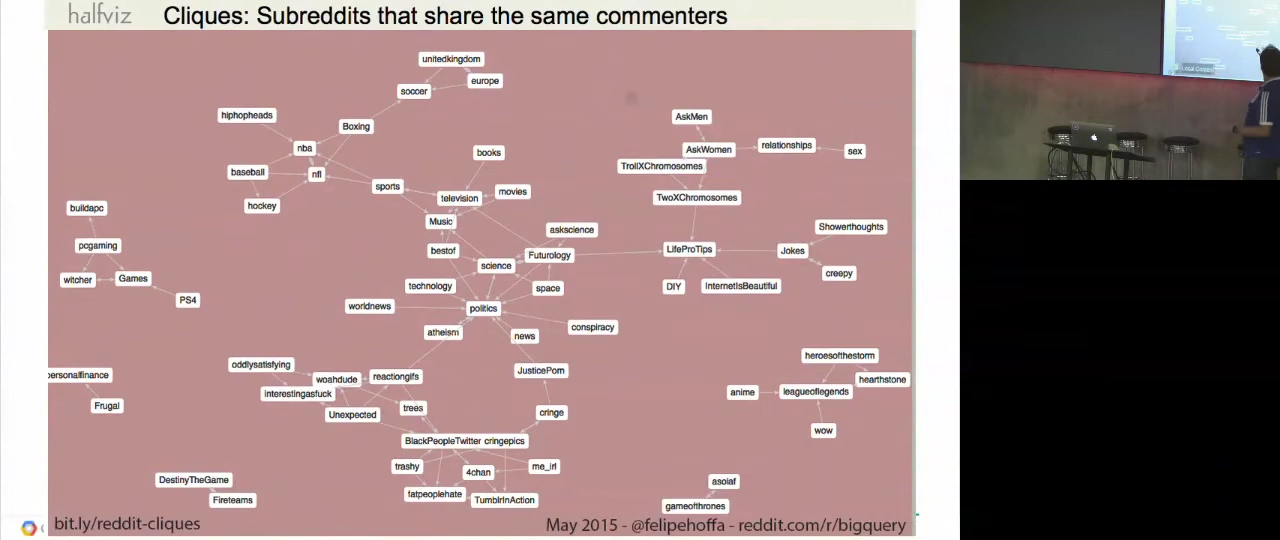 halfviz Cliques: Subreddits that share the same commenters
unitedkingdom
europe
soccer
hiphopheads
AskMen
Boxing
nba
AskWomen
relationships
books
sex
TrollXChromosomes
baseball
nfl
sports
movies
television
TwoXChromosomes
hockey
buildapc
Music
Showerthoughts
askscience
pcgaming
bestof
Futurology
LifeProTips
Jokes
science
creepy
witcher
Games
technology
space
DIY
InternetIsBeautiful
PS4
worldnews
politics
conspiracy
atheism
news
heroesofthestorm
oddlysatisfying
JusticePorn
personalfinance
woahdude
reactiongifs
hearthstone
interestingasfuck
anime
leagueoflegends
Frugal
trees
Unexpected
cringe
wow
BlackPeopleTwitter cringepics
trashy
4chan
me_irl
DestinyTheGame
asoiaf
fatpeoplehate
Fireteams
TumblrInAction
gameofthrones
bit.ly/reddit-cliques
May 2015 - @felipehoffa - reddit.com/r/bigquery